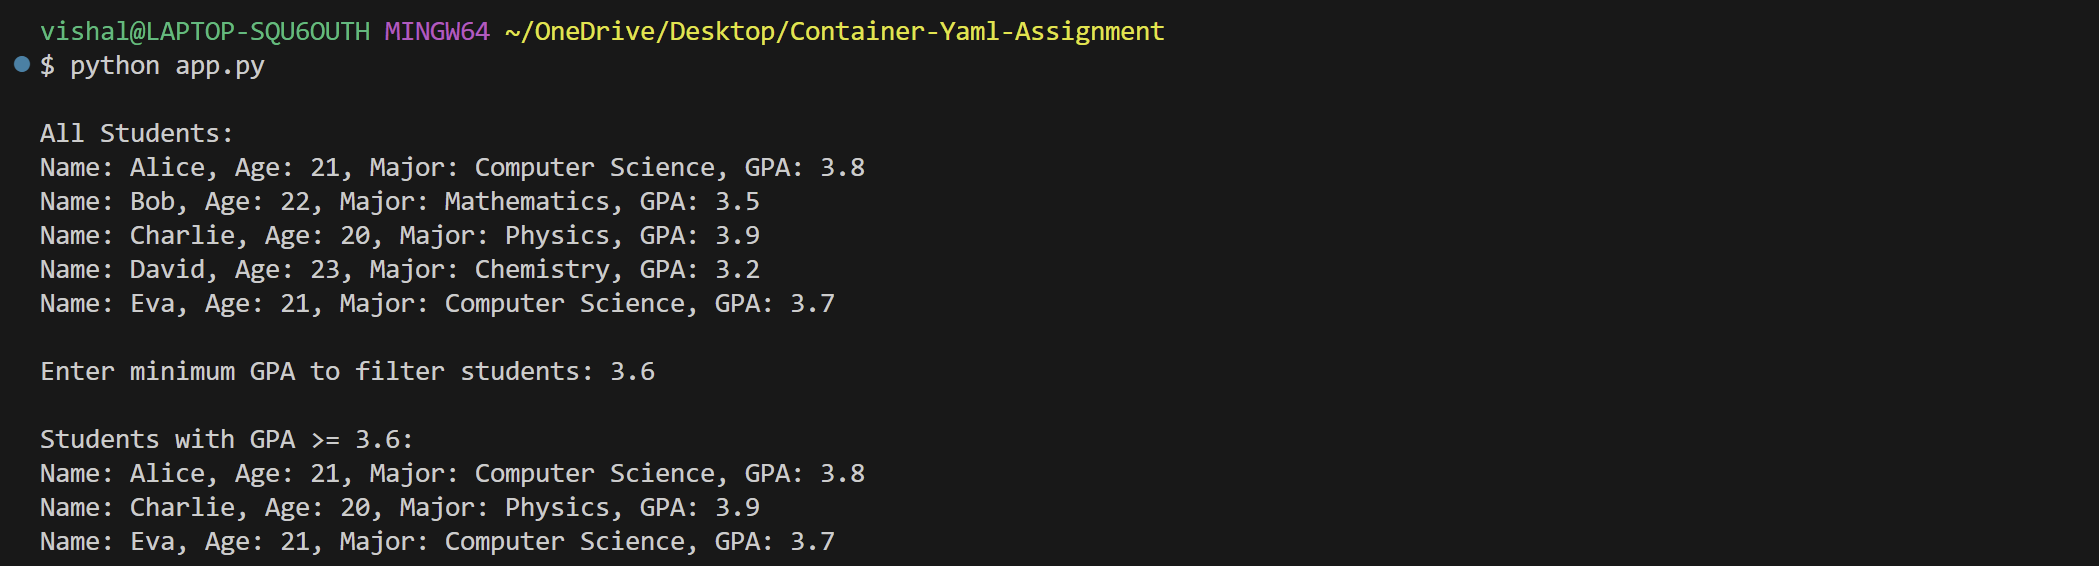 vishal@LAPTOP-SQU6OUTH MINGW64 ~/OneDrive/Desktop/Container-Yaml-Assignment
$ python app.py
All Students:
Name: Alice, Age: 21, Major: Computer Science, GPA: 3.8
Name: Bob, Age: 22, Major: Mathematics, GPA: 3.5
Name: Charlie, Age: 20, Major: Physics, GPA: 3.9
Name: David, Age: 23, Major: Chemistry, GPA: 3.2
Name: Eva, Age: 21, Major: Computer Science, GPA: 3.7
Enter minimum GPA to filter students: 3.6
Students with GPA >= 3.6:
Name: Alice, Age: 21, Major: Computer Science, GPA: 3.8
Name: Charlie, Age: 20, Major: Physics, GPA: 3.9
Name: Eva, Age: 21, Major: Computer Science, GPA: 3.7